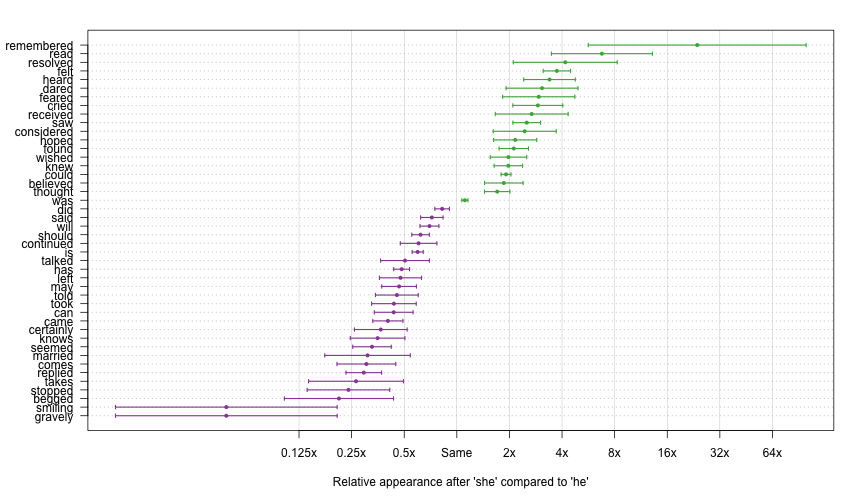 remembered
read
resolved
felt
heard
dared
feared
cried
received
saw
considered
hoped
found
wished
knew
could
believed
thought
was
did
said
will
should
continued
is
talked
has
left
may
told
took
can
came
certainly
knows
seemed
married
comes
replied
takes
stopped
begged
smiling
gravely
0.125x 0.25x 0.5x Same 2x 4x 8x 16x 32x 64x
Relative appearance after 'she' compared to 'he'